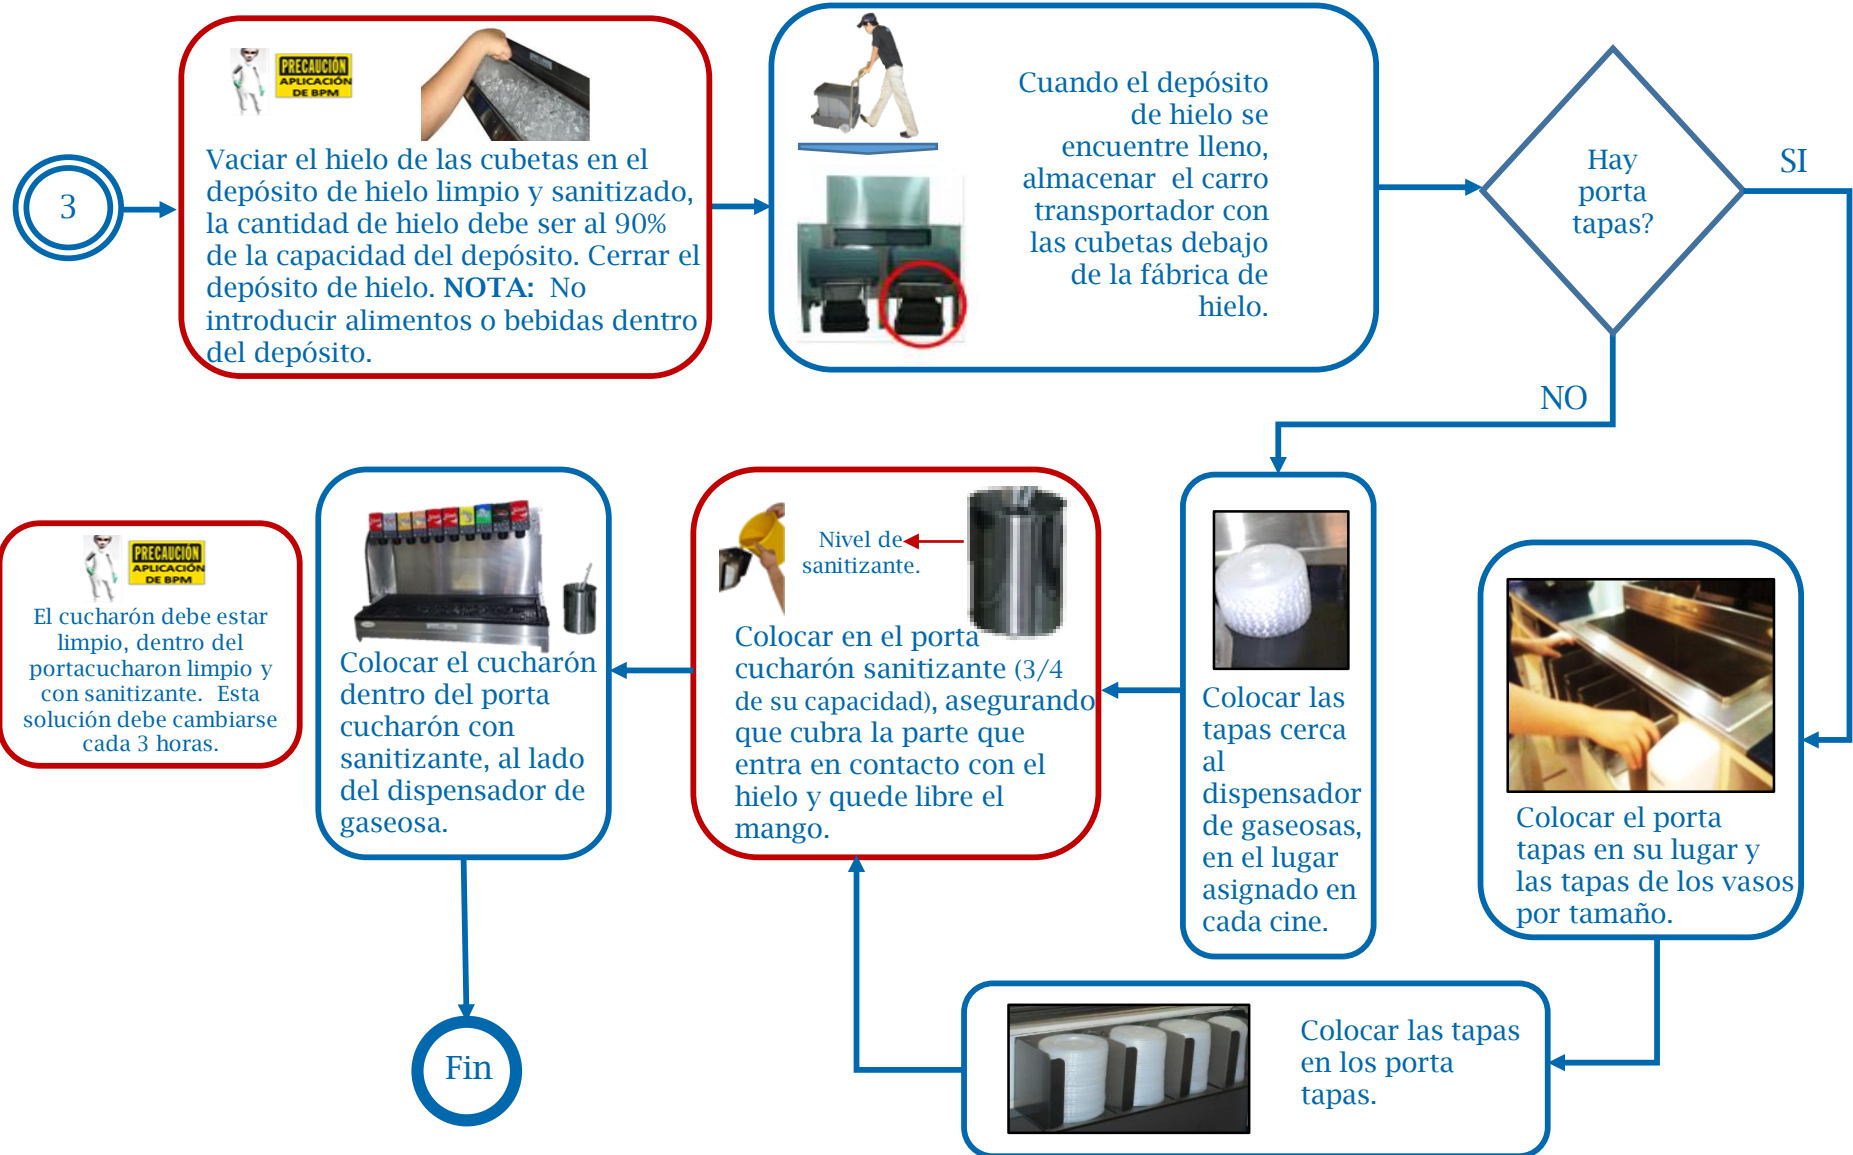 3
PRECAUCIÓN
APLICACIÓN
DE BPM
Vaciar el hielo de las cubetas en el
depósito de hielo limpio y sanitizado,
la cantidad de hielo debe ser al 90%
de la capacidad del depósito. Cerrar el
depósito de hielo. NOTA: No
introducir alimentos o bebidas dentro
del depósito.
Cuando el depósito
de hielo se
encuentre lleno,
almacenar el carro
transportador con
las cubetas debajo
de la fábrica de
hielo.
Hay
porta
tapas?
SI
NO
Colocar las
tapas cerca
al
dispensador
de gaseosas,
en el lugar
asignado en
cada cine.
Colocar el porta
tapas en su lugar y
las tapas de los vasos
por tamaño.
Colocar las tapas
en los porta
tapas.
Nivel de
sanitizante.
Colocar en el porta
cucharón sanitizante (3/4
de su capacidad), asegurando
que cubra la parte que
entra en contacto con el
hielo y quede libre el
mango.
Colocar el cucharón
dentro del porta
cucharón con
sanitizante, al lado
del dispensador de
gaseosa.
PRECAUCIÓN
APLICACIÓN
DE BPM
El cucharón debe estar
limpio, dentro del
portacucharon limpio y
con sanitizante. Esta
solución debe cambiarse
cada 3 horas.
Fin